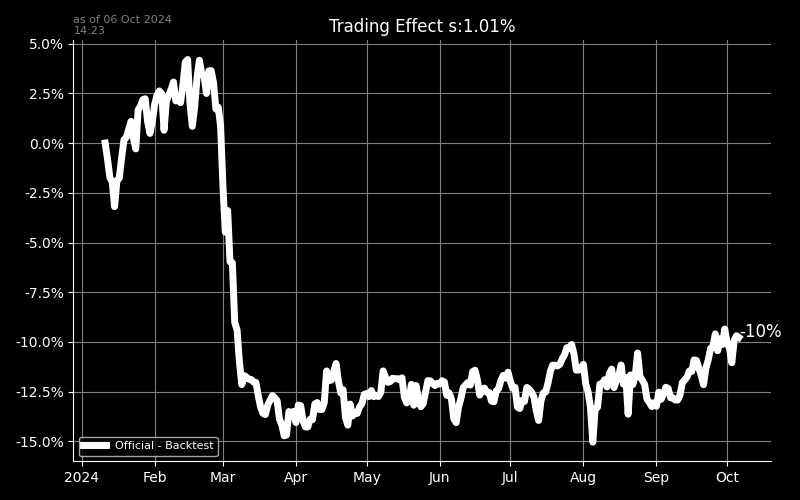 as of 06 Oct 2024
14:23
Trading Effect s:1.01%
5.0%
2.5%
0.0%
-2.5%
-5.0%
-7.5%
-10.0%
-12.5%
-15.0%
-10%
Official - Backtest
2024 Feb Mar Apr May Jun Jul Aug Sep Oct